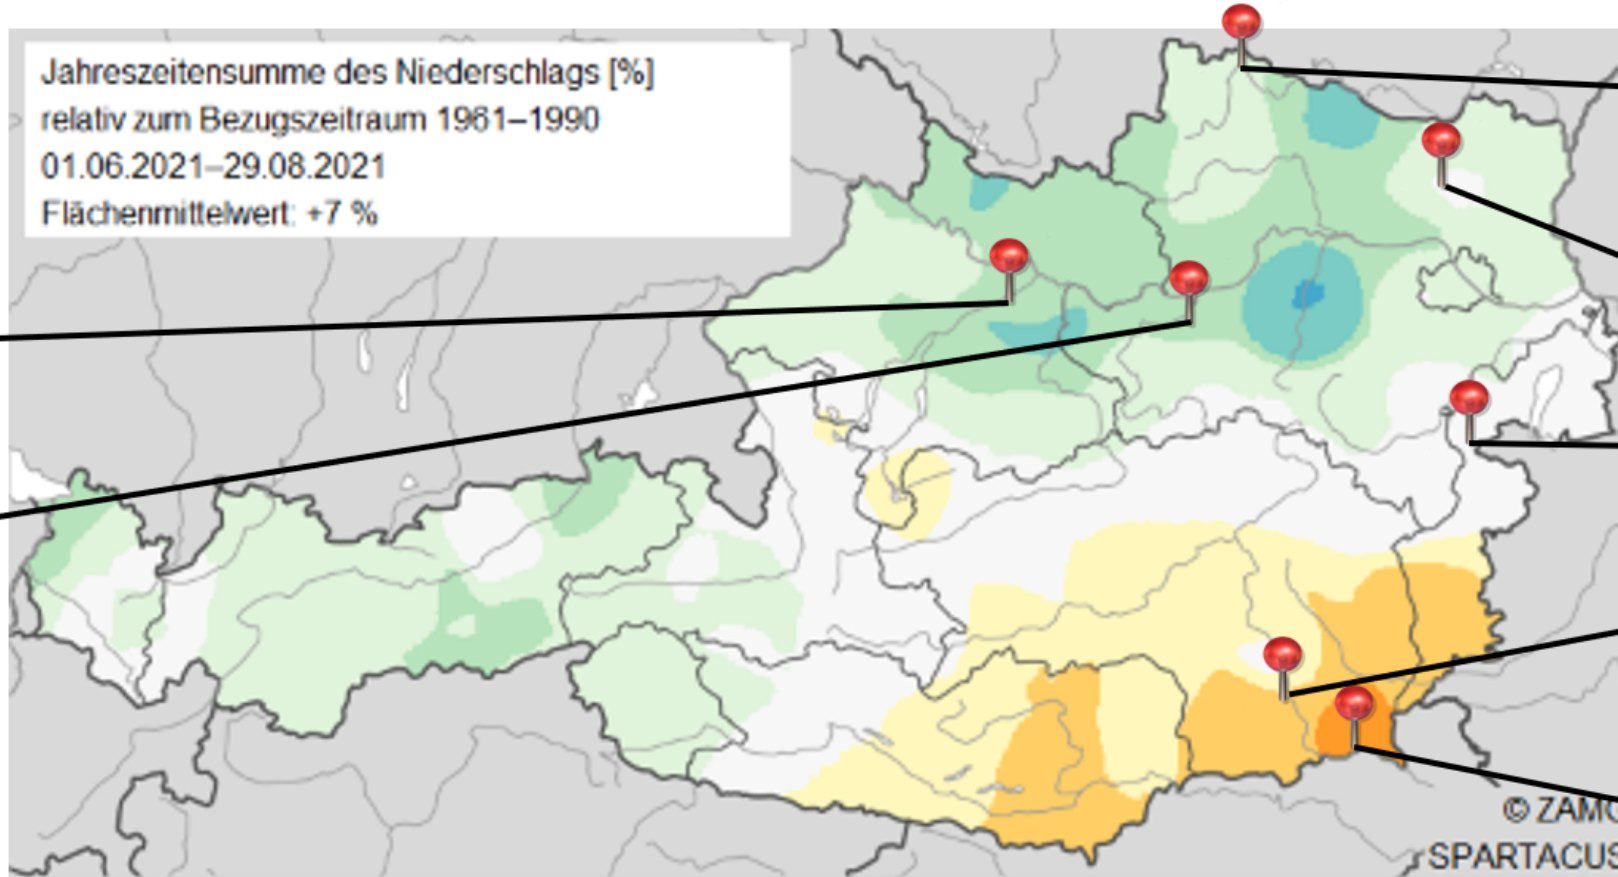 Jahreszeitensumme des Niederschlags [%]
relativ zum Bezugszeitraum 1961–1990
01.06.2021–29.08.2021
Flächenmittelwert: +7 %
© ZAMG
SPARTACUS